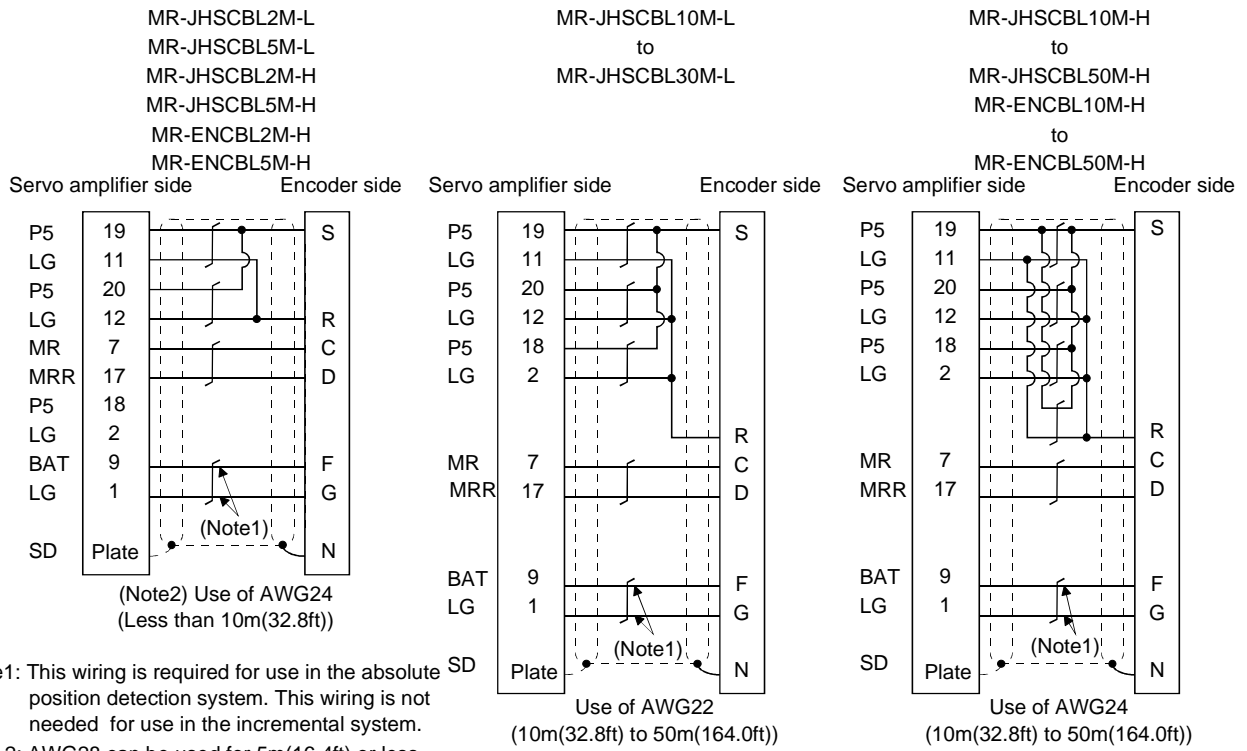 MR-JHSCBL2M-L
MR-JHSCBL5M-L
MR-JHSCBL2M-H
MR-JHSCBL5M-H
MR-ENCBL2M-H
MR-ENCBL5M-H
Servo amplifier side Encoder side
P5 19 S
LG 11
P5 20
LG 12 R
MR 7 C
MRR 17 D
P5 18
LG 2
BAT 9 F
LG 1 G
(Note1)
SD Plate N
(Note2) Use of AWG24
(Less than 10m(32.8ft))
MR-JHSCBL10M-L
to
MR-JHSCBL30M-L
Servo amplifier side Encoder side
P5 19 S
LG 11
P5 20
LG 12
P5 18
LG 2
R
MR 7 C
MRR 17 D
BAT 9 F
LG 1 G
(Note1)
SD Plate N
Use of AWG22
(10m(32.8ft) to 50m(164.0ft))
MR-JHSCBL10M-H
to
MR-JHSCBL50M-H
MR-ENCBL10M-H
to
MR-ENCBL50M-H
Servo amplifier side Encoder side
P5 19 S
LG 11
P5 20
LG 12
P5 18
LG 2
R
MR 7 C
MRR 17 D
BAT 9 F
LG 1 G
(Note1)
SD Plate N
Use of AWG24
(10m(32.8ft) to 50m(164.0ft))
e1: This wiring is required for use in the absolute
position detection system. This wiring is not
needed for use in the incremental system.
2: AWG28 can be used for 5m(16.4ft) or less